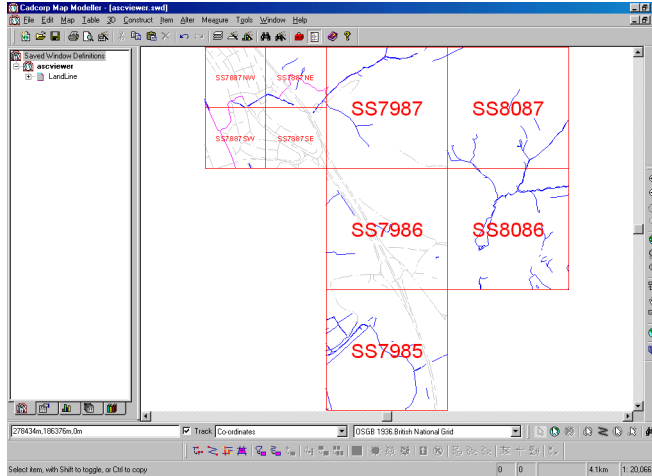 Cadcorp Map Modeller - [ascviewer.swd]
File Edit Map Table 3D Construct Item Alter Measure Tools Window Help
Saved Window Definitions
ascviewer
LandLine
SS7887NW SS7887NE
SS7987 SS8087
SS7887SW SS7887SE
SS7986 SS8086
SS7985
278434m,186376m,0m Track Co-ordinates OSGB 1936 British National Grid
Select item, with Shift to toggle, or Ctrl to copy 0 0 4.1km 1: 20,066